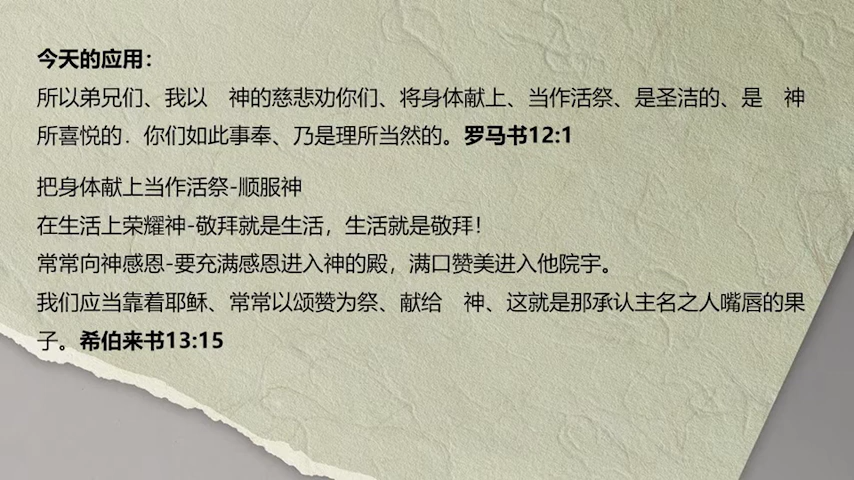 今天的应用：
所以弟兄们、我以　神的慈悲劝你们、将身体献上、当作活祭、是圣洁的、是　神
所喜悦的．你们如此事奉、乃是理所当然的。罗马书12:1
把身体献上当作活祭-顺服神
在生活上荣耀神-敬拜就是生活，生活就是敬拜！
常常向神感恩-要充满感恩进入神的殿，满口赞美进入他院宇。
我们应当靠着耶稣、常常以颂赞为祭、献给　神、这就是那承认主名之人嘴唇的果
子。希伯来书13:15